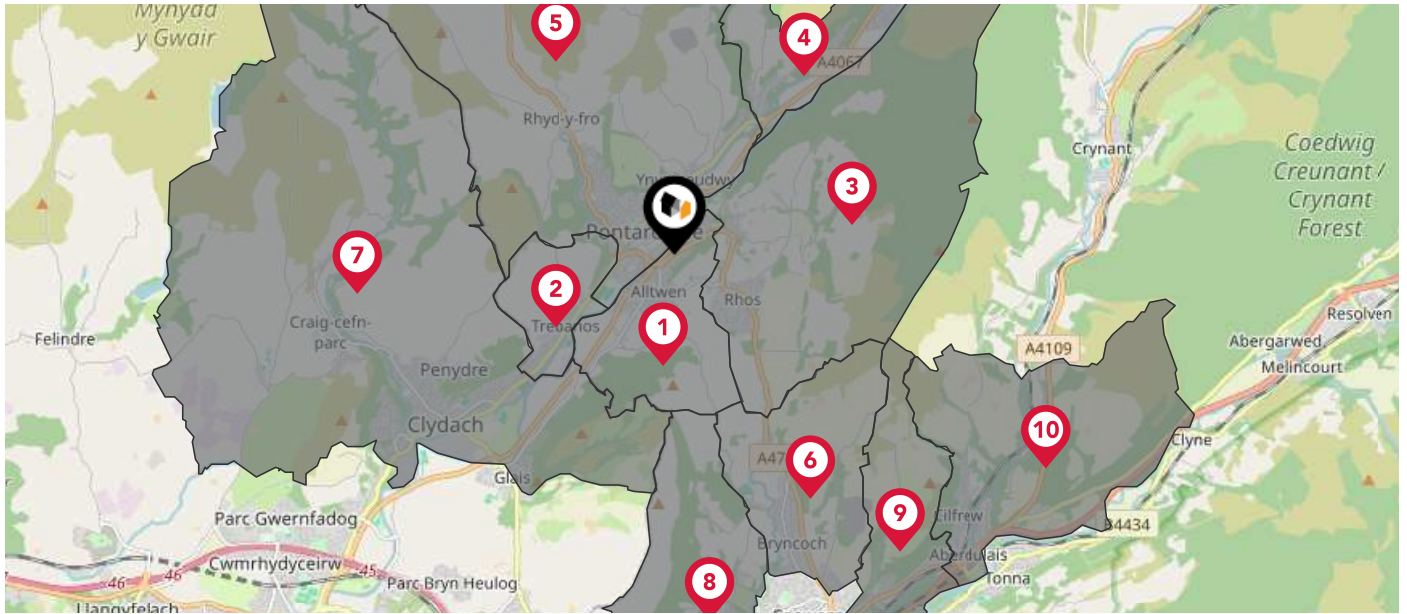 Mynydd
y Gwair
5
4
A4067
Rhyd-y-fro
Crynant
Coedwig
Creunant /
Crynant
Forest
3
7
2
Alltwen
Rhos
Trebanos
1
Craig-cefn-
parc
Felindre
Resolven
Abergarwed
Melincourt
A4109
Penydre
Clydach
10
Clyne
6
Glais
9
Parc Gwernfadog
Cilfrew
B4434
Bryncoch
Aberdulais
Tonna
Cwmrhydyceirw
46
46
45
Parc Bryn Heulog
8
Llangyfelach